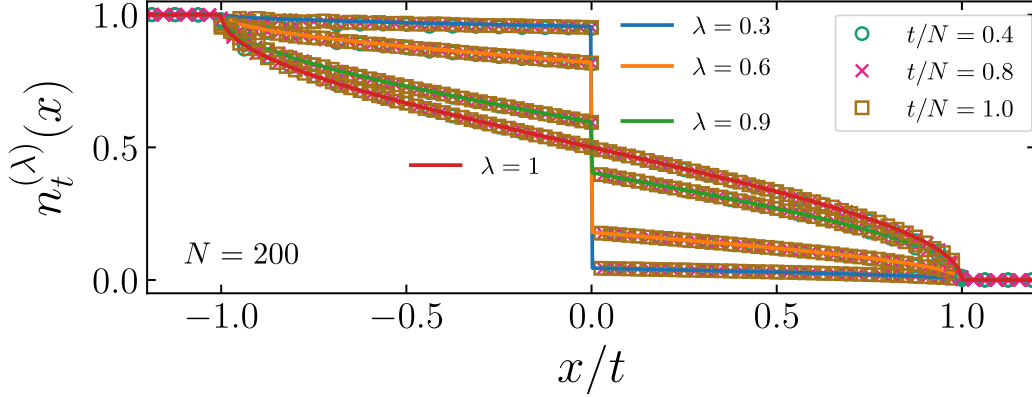 1.0
0.5
0.0
n_t^{(λ)}(x)
λ = 0.3
λ = 0.6
λ = 0.9
λ = 1
t/N = 0.4
t/N = 0.8
t/N = 1.0
N = 200
−1.0 −0.5 0.0 0.5 1.0
x/t